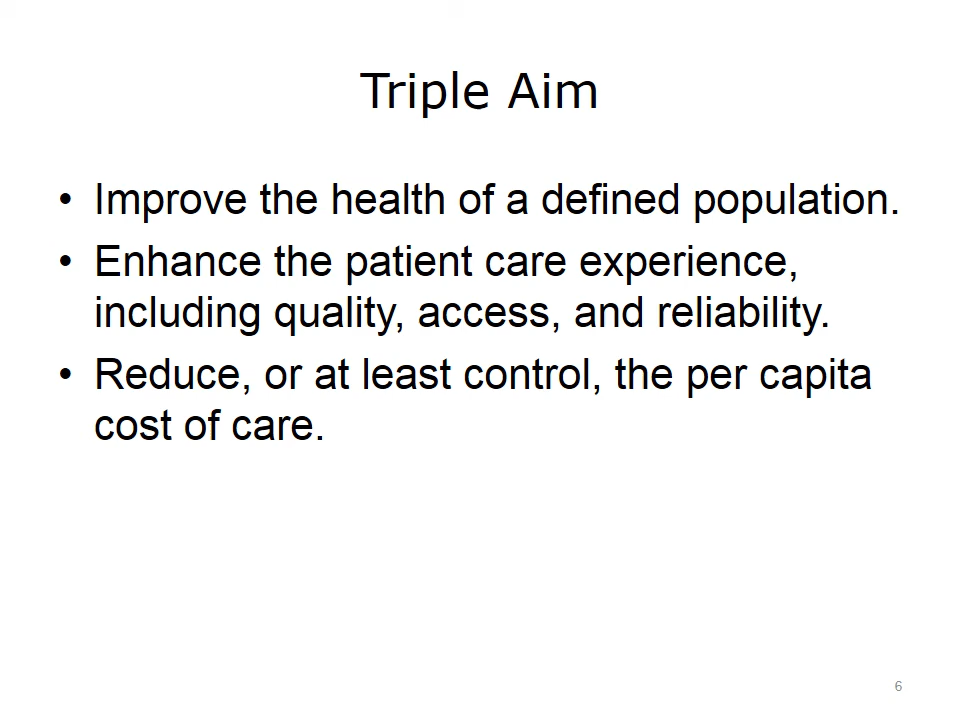 Triple Aim
• Improve the health of a defined population.
• Enhance the patient care experience,
including quality, access, and reliability.
• Reduce, or at least control, the per capita
cost of care.
6